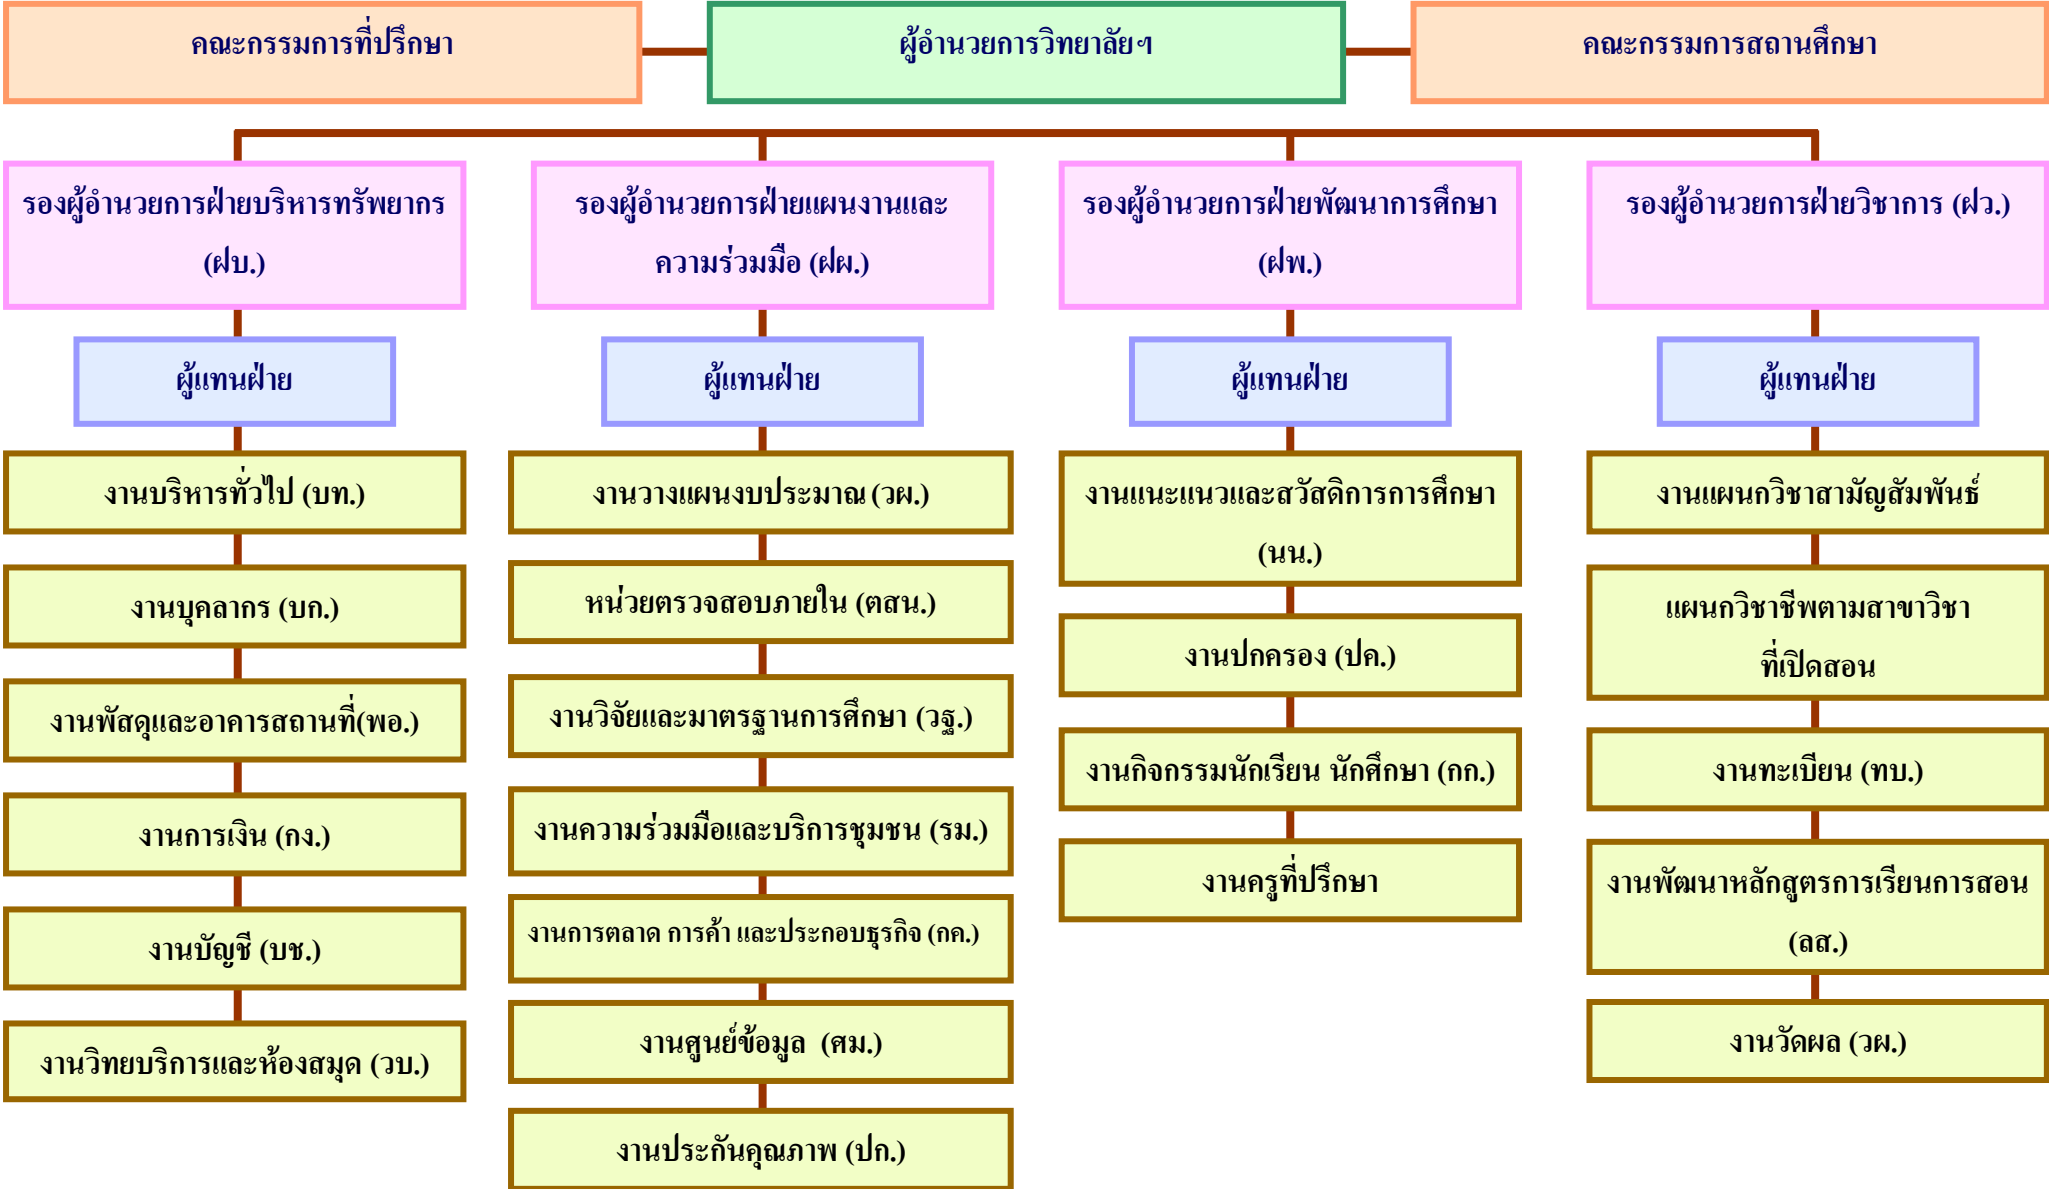 คณะกรรมการที่ปรึกษา
ผู้อำนวยการวิทยาลัยฯ
คณะกรรมการสถานศึกษา
รองผู้อำนวยการฝ่ายบริหารทรัพยากร
(ฝบ.)
ผู้แทนฝ่าย
งานบริหารทั่วไป (บท.)
งานบุคลากร (บก.)
งานพัสดุและอาคารสถานที่(พอ.)
งานการเงิน (กง.)
งานบัญชี (บช.)
งานวิทยบริการและห้องสมุด (วบ.)
รองผู้อำนวยการฝ่ายแผนงานและ
ความร่วมมือ (ฝผ.)
ผู้แทนฝ่าย
งานวางแผนงบประมาณ (วผ.)
หน่วยตรวจสอบภายใน (ตสน.)
งานวิจัยและมาตรฐานการศึกษา (วฐ.)
งานความร่วมมือและบริการชุมชน (รม.)
งานการตลาด การค้า และประกอบธุรกิจ (กค.)
งานศูนย์ข้อมูล (ศม.)
งานประกันคุณภาพ (ปก.)
รองผู้อำนวยการฝ่ายพัฒนาการศึกษา
(ฝพ.)
ผู้แทนฝ่าย
งานแนะแนวและสวัสดิการการศึกษา
(นน.)
งานปกครอง (ปค.)
งานกิจกรรมนักเรียน นักศึกษา (กก.)
งานครูที่ปรึกษา
รองผู้อำนวยการฝ่ายวิชาการ (ฝว.)
ผู้แทนฝ่าย
งานแผนกวิชาสามัญสัมพันธ์
แผนกวิชาชีพตามสาขาวิชา
ที่เปิดสอน
งานทะเบียน (ทบ.)
งานพัฒนาหลักสูตรการเรียนการสอน
(ลส.)
งานวัดผล (วผ.)